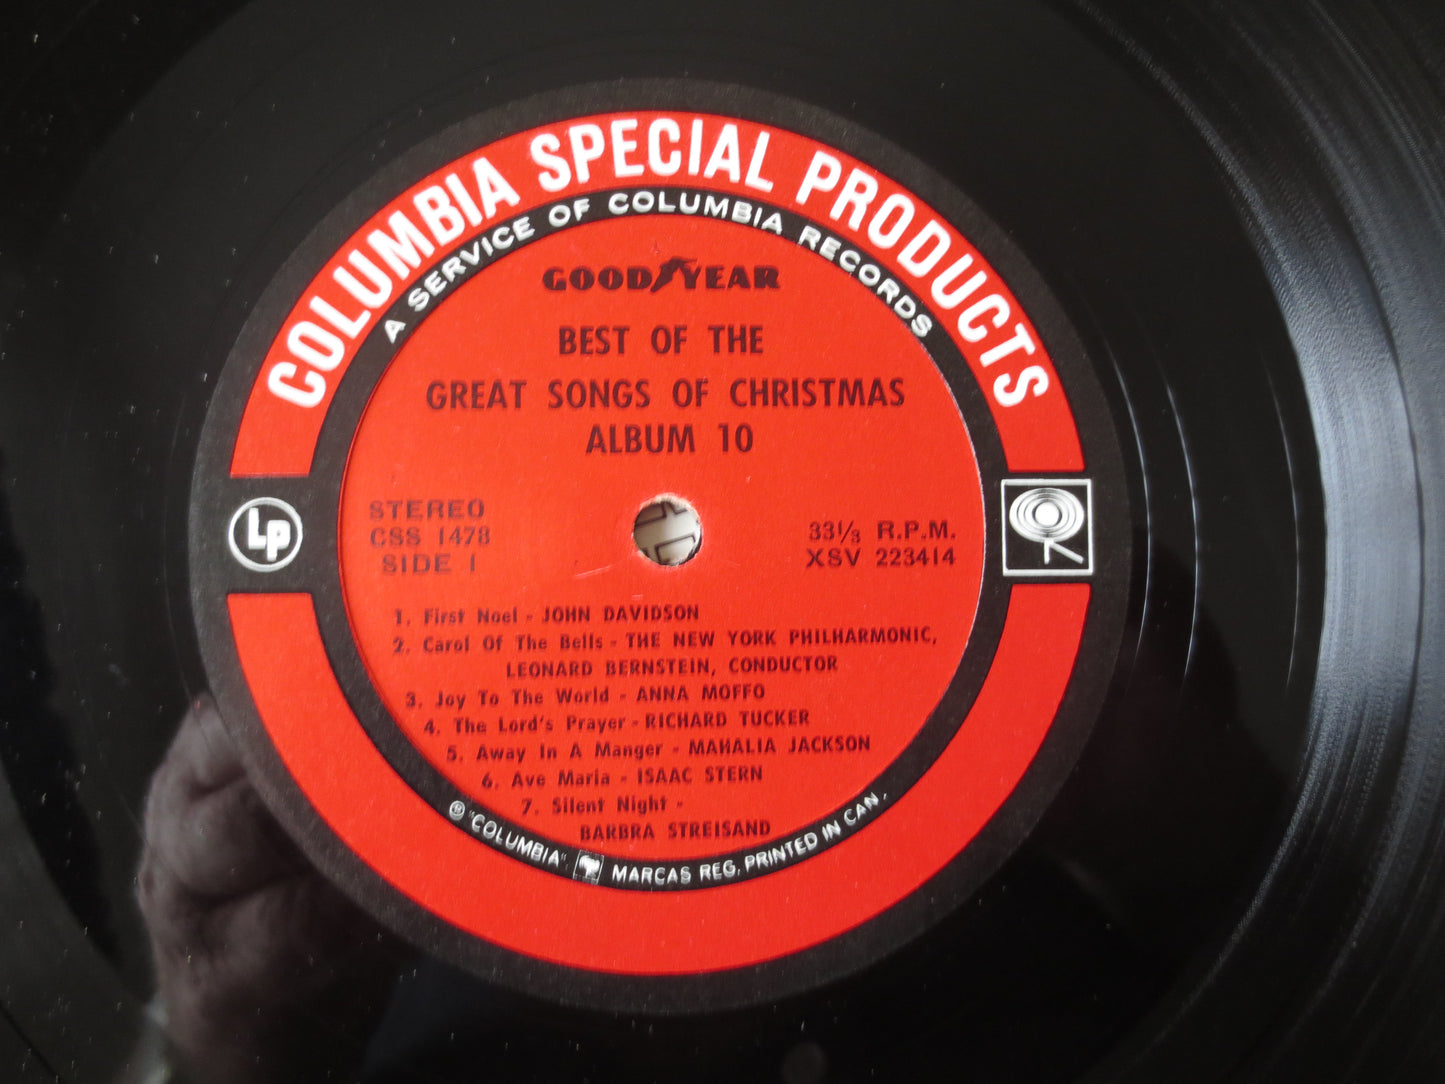 COLUMBIA SPECIAL PRODUCTS
A SERVICE OF COLUMBIA RECORDS
GOODYEAR
BEST OF THE
GREAT SONGS OF CHRISTMAS
ALBUM 10
STEREO
CSS 1478
SIDE 1
33⅓ R.P.M.
XSV 223414
LP
1. First Noel - JOHN DAVIDSON
2. Carol Of The Bells - THE NEW YORK PHILHARMONIC,
LEONARD BERNSTEIN, CONDUCTOR
3. Joy To The World - ANNA MOFFO
4. The Lord's Prayer - RICHARD TUCKER
5. Away In A Manger - MAHALIA JACKSON
6. Ave Maria - ISAAC STERN
7. Silent Night -
BARBRA STREISAND
℗ "COLUMBIA", MARCAS REG. PRINTED IN CAN.